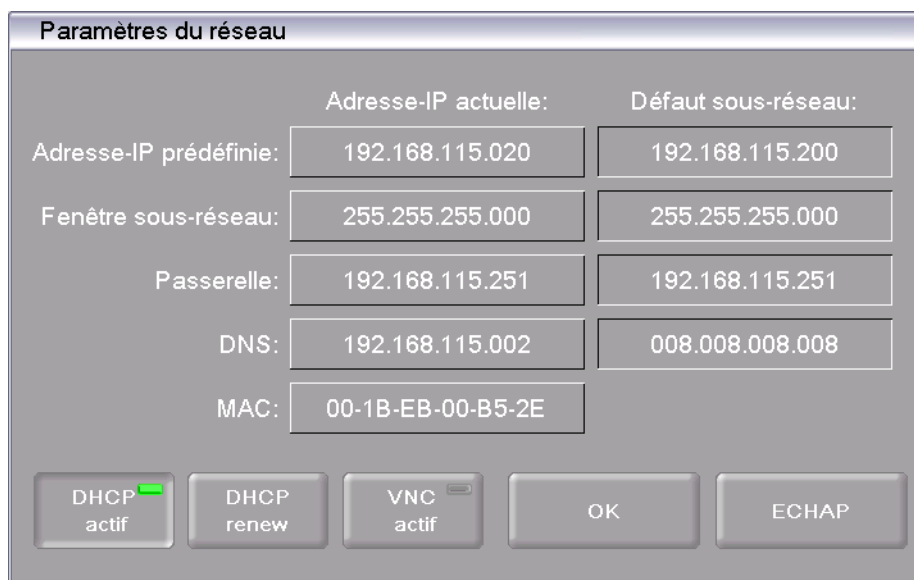 Paramètres du réseau
Adresse-IP actuelle: Défaut sous-réseau:
Adresse-IP prédéfinie: 192.168.115.020 192.168.115.200
Fenêtre sous-réseau: 255.255.255.000 255.255.255.000
Passerelle: 192.168.115.251 192.168.115.251
DNS: 192.168.115.002 008.008.008.008
MAC: 00-1B-EB-00-B5-2E
DHCP actif DHCP renew VNC actif OK ECHAP